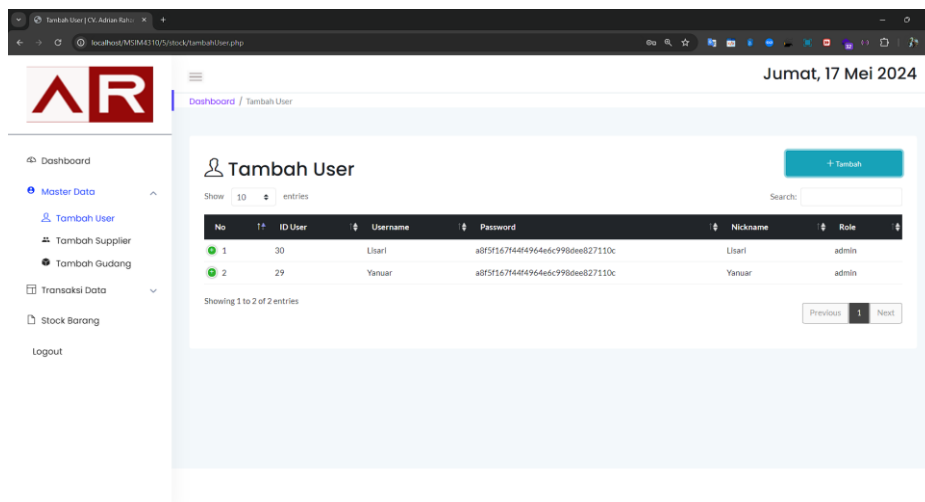 Tambah User | CV. Adrian Rahm
localhost/MSIM4310/5/stock/tambahUser.php
AR
Jumat, 17 Mei 2024
Dashboard / Tambah User
Dashboard
Master Data
Tambah User
Tambah Supplier
Tambah Gudang
Transaksi Data
Stock Barang
Logout
Tambah User
+ Tambah
Show 10 entries
Search:
No ID User Username Password Nickname Role
1 30 Lisari a8f5f167f44f4964e6c998dee827110c Lisari admin
2 29 Yanuar a8f5f167f44f4964e6c998dee827110c Yanuar admin
Showing 1 to 2 of 2 entries
Previous 1 Next